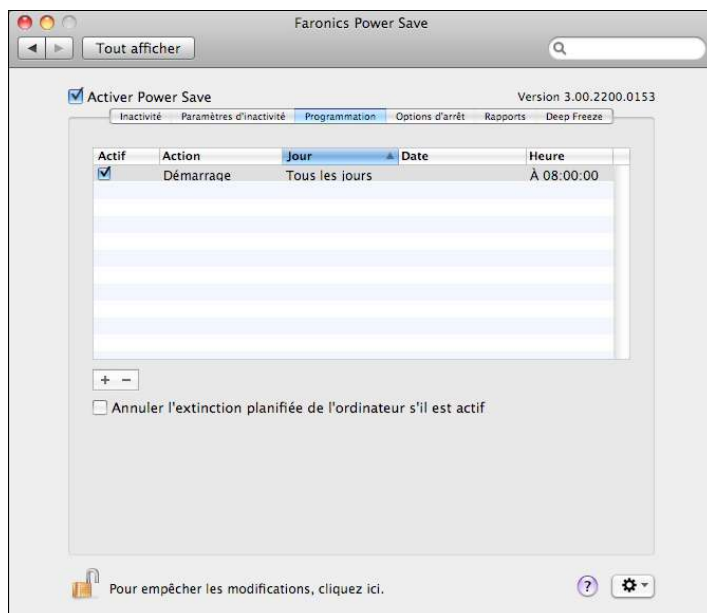 Faronics Power Save
Tout afficher
Activer Power Save Version 3.00.2200.0153
Inactivité Paramètres d'inactivité Programmation Options d'arrêt Rapports Deep Freeze
Actif Action Jour Date Heure
Démarrage Tous les jours À 08:00:00
+ −
Annuler l'extinction planifiée de l'ordinateur s'il est actif
Pour empêcher les modifications, cliquez ici. ?